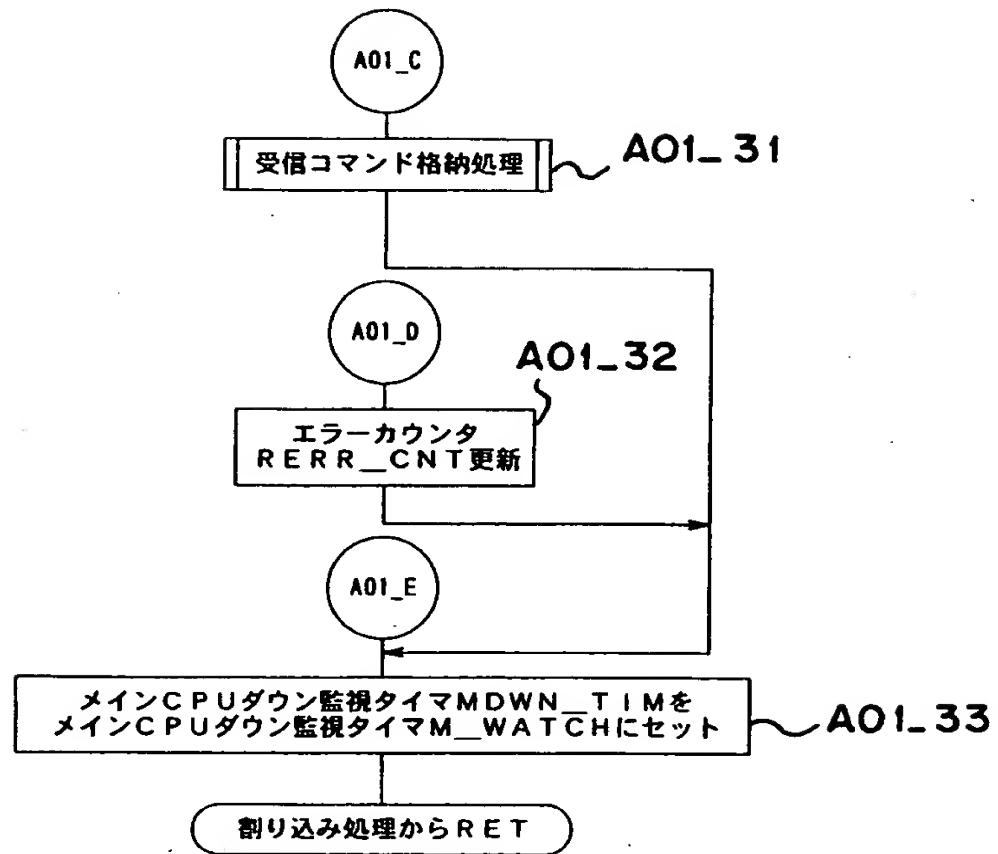 A01_C
受信コマンド格納処理
A01_31
A01_D
A01_32
エラーカウンタ
RERR__CNT更新
A01_E
メインCPUダウン監視タイマMDWN__TIMを
メインCPUダウン監視タイマM__WATCHにセット
A01_33
割り込み処理からRET